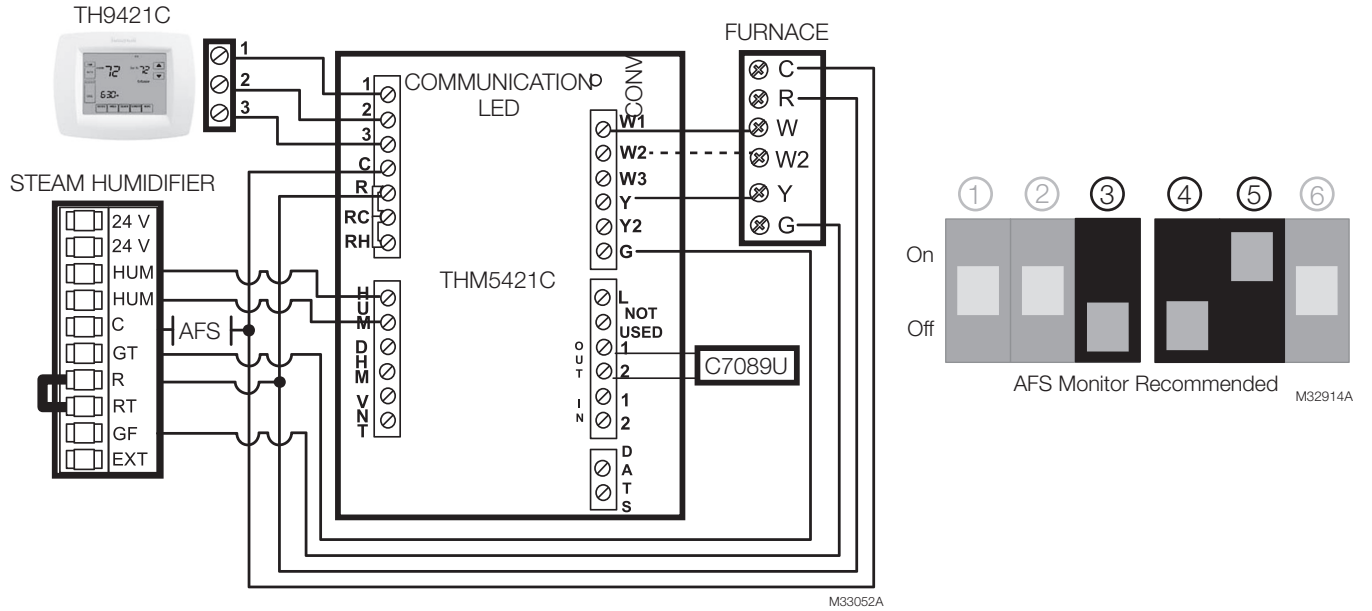 TH9421C
1
2
3
STEAM HUMIDIFIER
24 V
24 V
HUM
HUM
C
GT
R
RT
GF
EXT
AFS
COMMUNICATION
LED
1
2
3
C
R
RC
RH
HUM
DHM
VNT
THM5421C
CONV
W1
W2
W3
Y
Y2
G
L
NOT
USED
OUT
1
2
IN
1
2
DATS
C7089U
FURNACE
C
R
W
W2
Y
G
M33052A
1 2 3 4 5 6
On
Off
AFS Monitor Recommended
M32914A